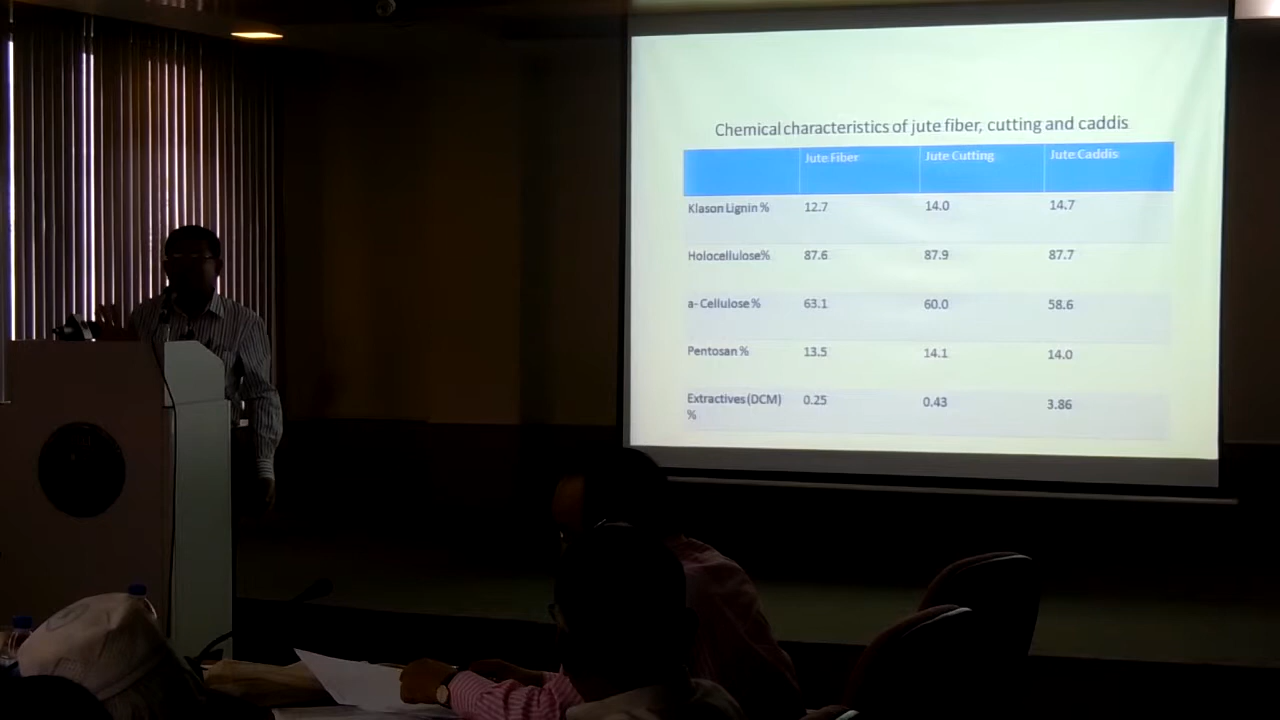 Chemical characteristics of jute fiber, cutting and caddis
Jute Fiber Jute Cutting Jute Caddis
Klason Lignin % 12.7 14.0 14.7
Holocellulose% 87.6 87.9 87.7
a- Cellulose % 63.1 60.0 58.6
Pentosan % 13.5 14.1 14.0
Extractives (DCM) 0.25 0.43 3.86
%